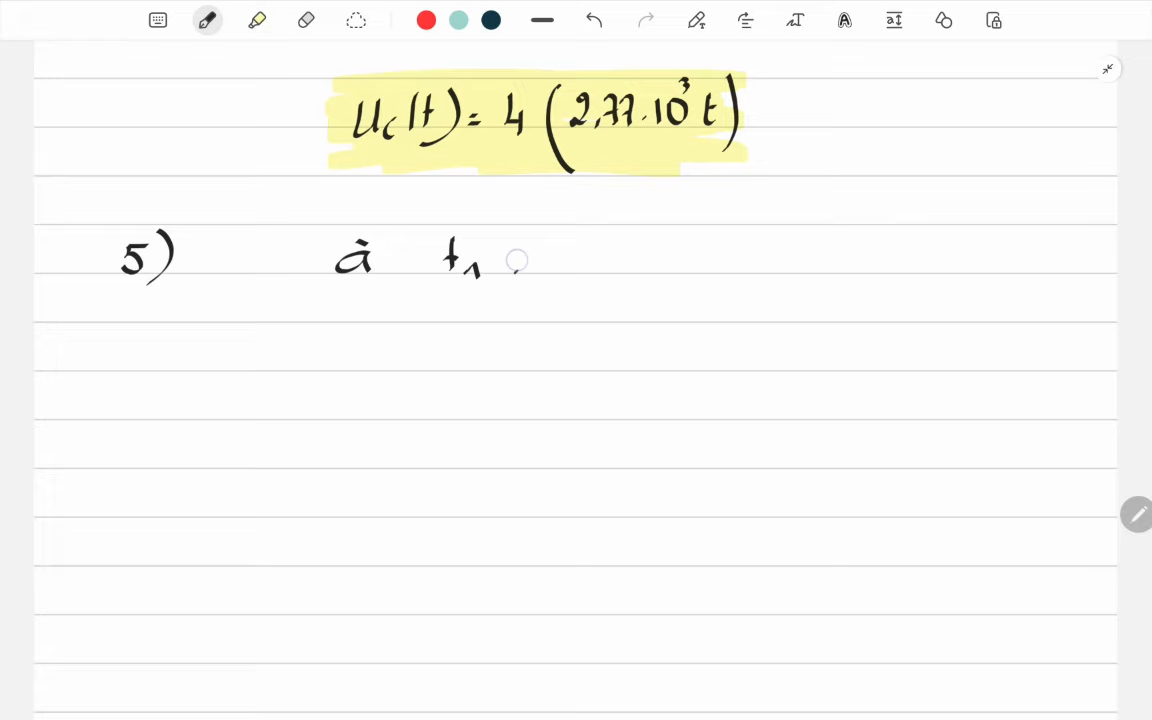 Uc(t) = 4 (2,77.10³ t)
5) à t₁